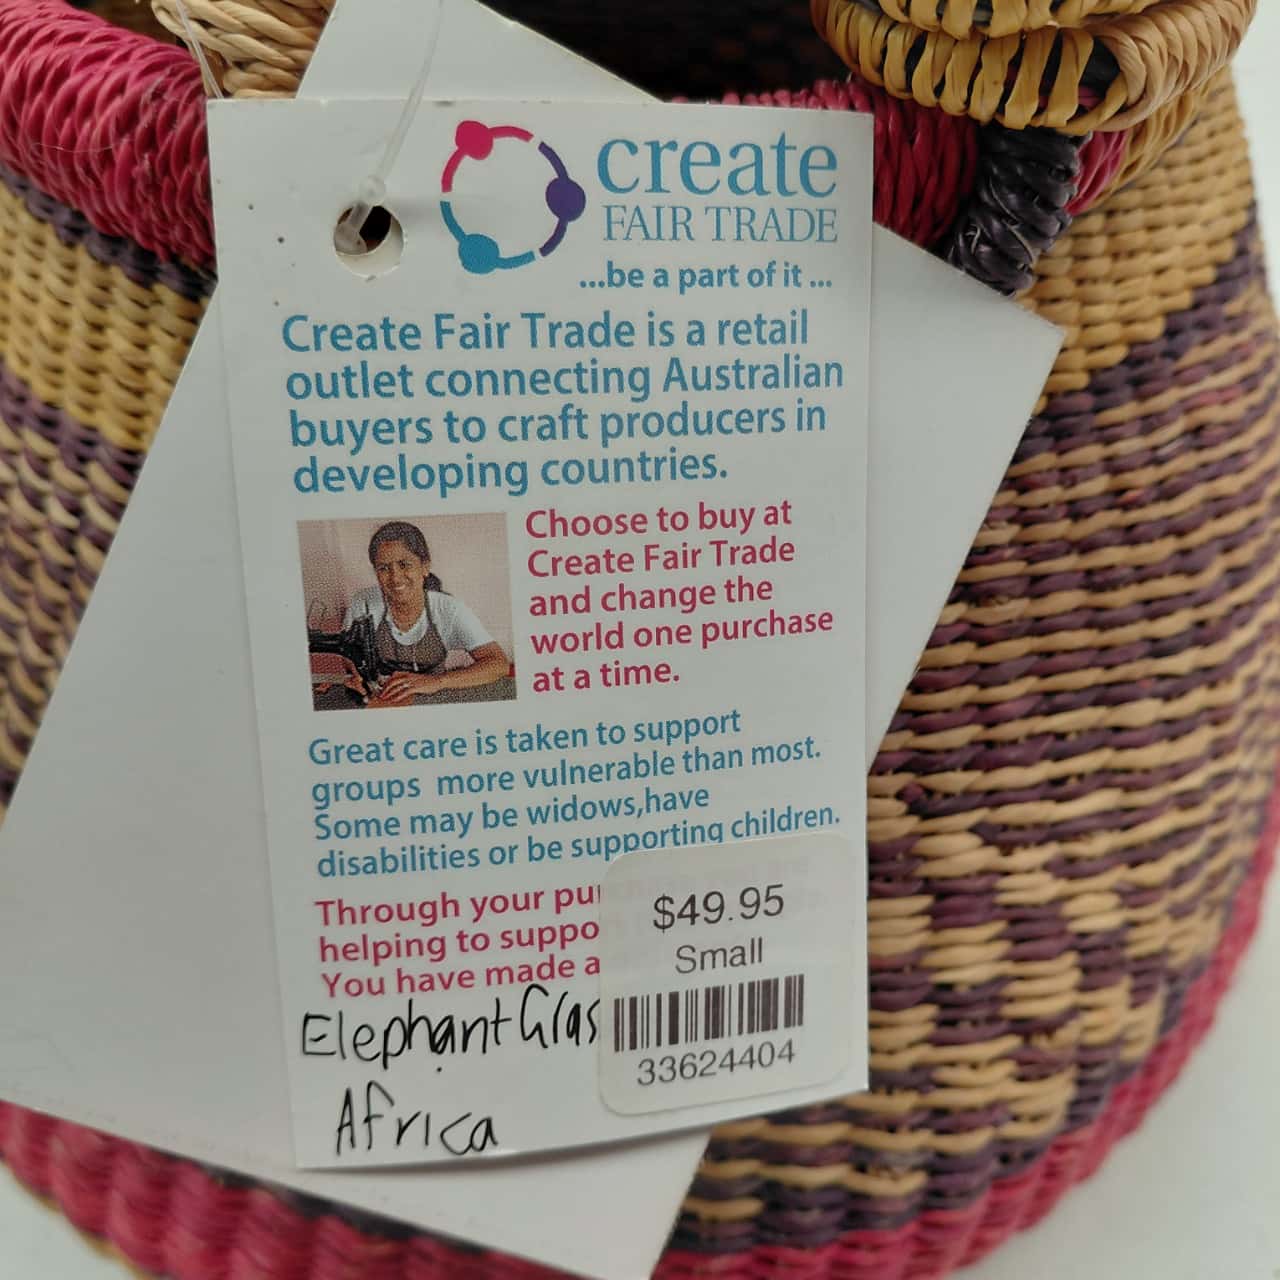 create
FAIR TRADE
...be a part of it ...
Create Fair Trade is a retail
outlet connecting Australian
buyers to craft producers in
developing countries.
Choose to buy at
Create Fair Trade
and change the
world one purchase
at a time.
Great care is taken to support
groups more vulnerable than most.
Some may be widows,have
disabilities or be supporting children.
Through your
helping to
You have made a
Elephant
Africa
$49.95
Small
33624404